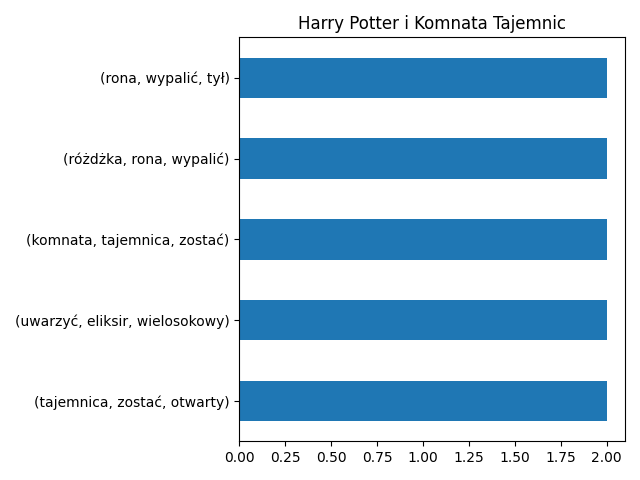 Harry Potter i Komnata Tajemnic
(rona, wypalić, tył)
(różdżka, rona, wypalić)
(komnata, tajemnica, zostać)
(uwarzyć, eliksir, wielosokowy)
(tajemnica, zostać, otwarty)
0.00 0.25 0.50 0.75 1.00 1.25 1.50 1.75 2.00